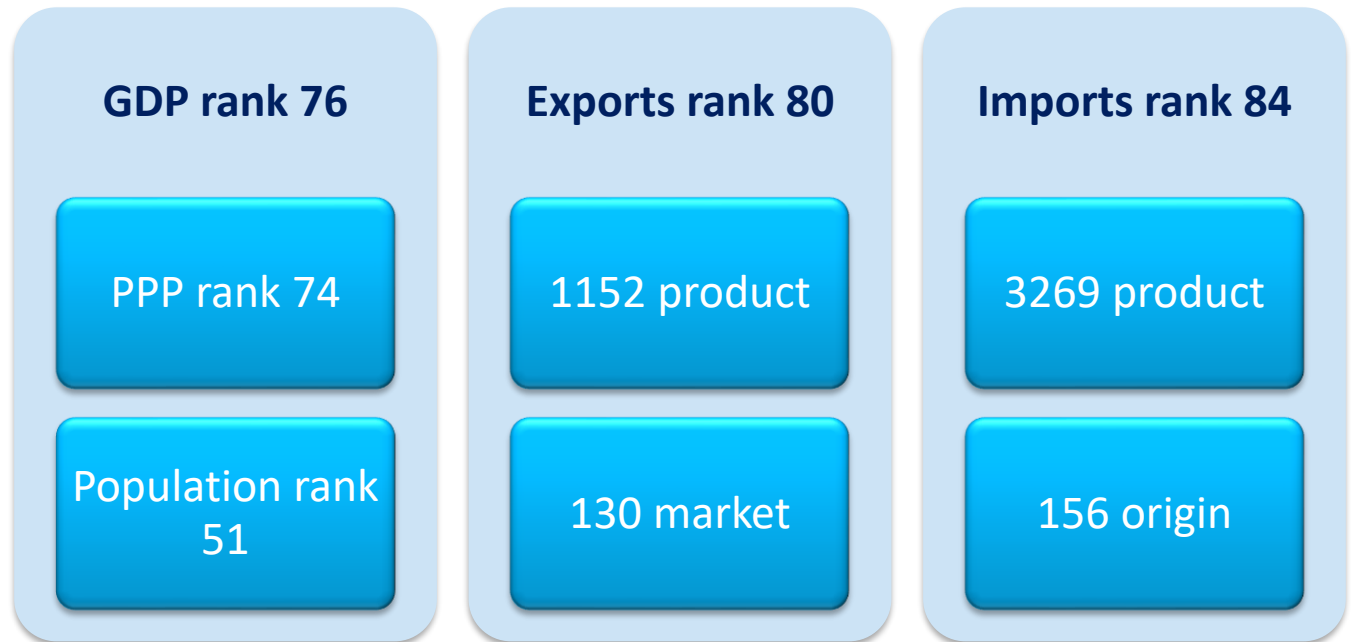 GDP rank 76
PPP rank 74
Population rank
51
Exports rank 80
1152 product
130 market
Imports rank 84
3269 product
156 origin